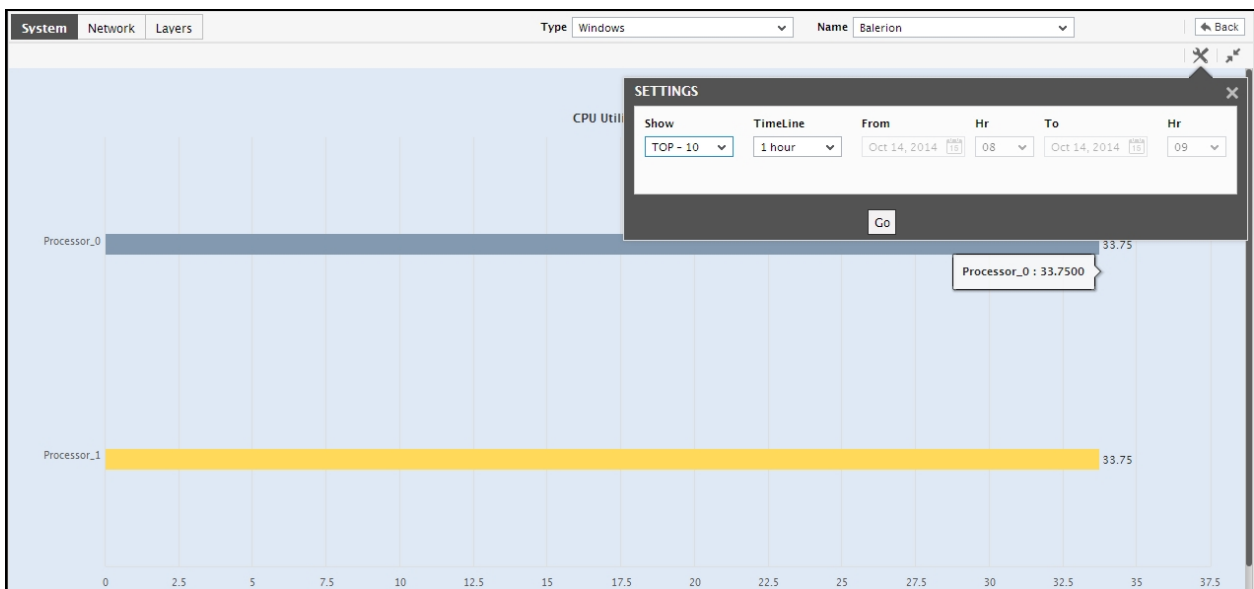 System Network Layers Type Windows Name Balerion Back
SETTINGS
CPU Utili
Show TimeLine From Hr To Hr
TOP - 10 1 hour Oct 14, 2014 15 08 Oct 14, 2014 15 09
Go
Processor_0 33.75
Processor_0 : 33.7500
Processor_1 33.75
0 2.5 5 7.5 10 12.5 15 17.5 20 22.5 25 27.5 30 32.5 35 37.5